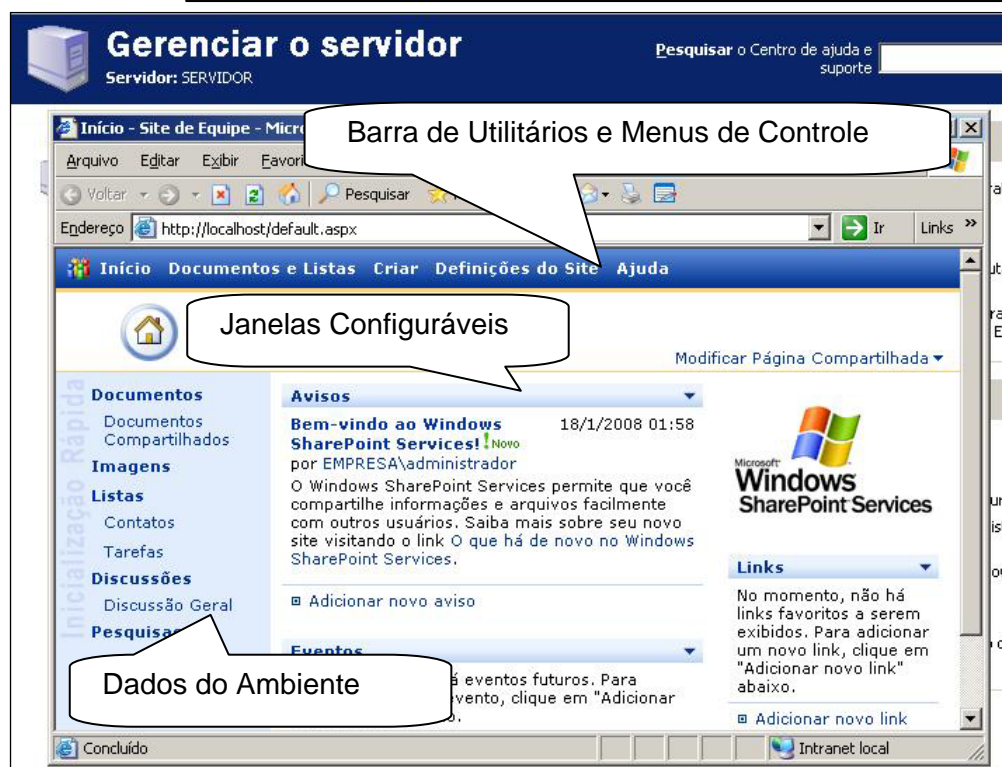 Gerenciar o servidor
Servidor: SERVIDOR
Pesquisar o Centro de ajuda e
suporte
Início - Site de Equipe -
Barra de Utilitários e Menus de Controle
Arquivo Editar Exibir
Voltar Pesquisar
Endereço http://localhost/default.aspx Ir Links »
Início Documentos e Listas Criar Definições do Site Ajuda
Janelas Configuráveis
Modificar Página Compartilhada
Inicialização Rápida
Documentos
Documentos
Compartilhados
Imagens
Listas
Contatos
Tarefas
Discussões
Discussão Geral
Dados do Ambiente
Avisos
Bem-vindo ao Windows 18/1/2008 01:58
SharePoint Services! Novo
por EMPRESA\administrador
O Windows SharePoint Services permite que você
compartilhe informações e arquivos facilmente
com outros usuários. Saiba mais sobre seu novo
site visitando o link O que há de novo no Windows
SharePoint Services.
Adicionar novo aviso
Eventos
eventos futuros. Para
clique em "Adicionar
Microsoft
Windows
SharePoint Services
Links
No momento, não há
links favoritos a serem
exibidos. Para adicionar
um novo link, clique em
"Adicionar novo link"
abaixo.
Adicionar novo link
Concluído Intranet local